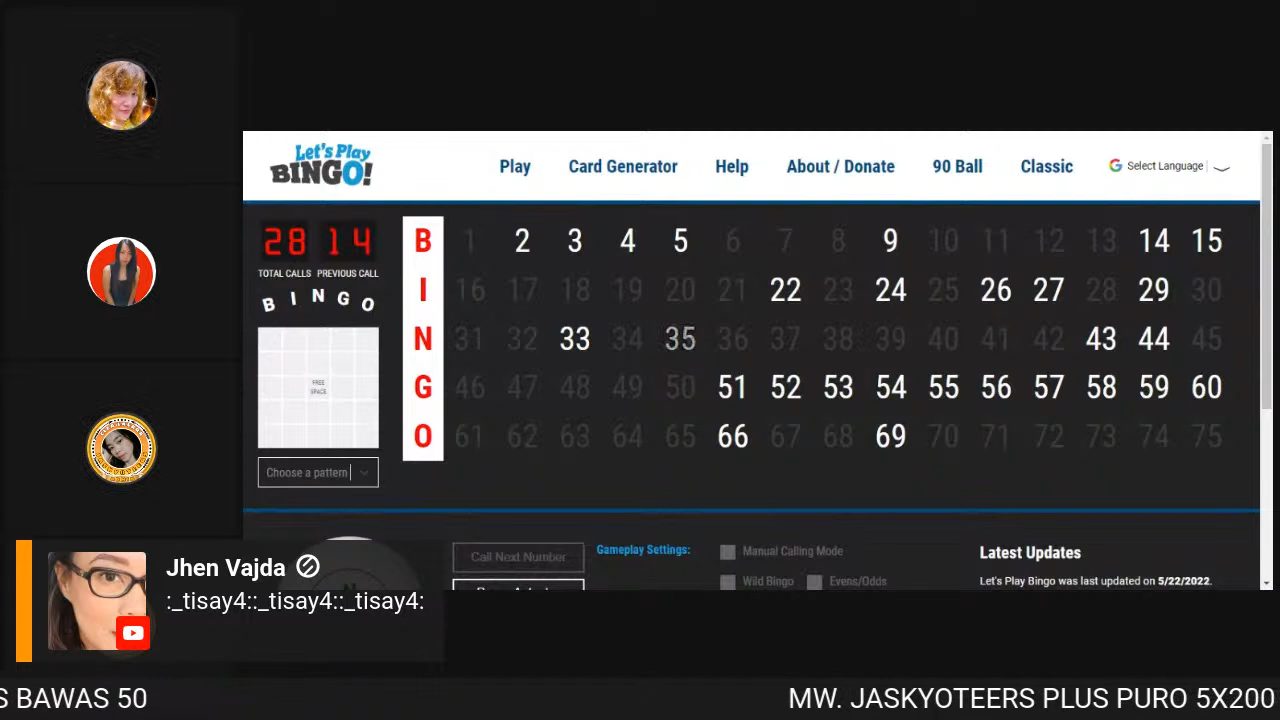 Let's Play
BINGO!
Play Card Generator Help About / Donate 90 Ball Classic Select Language
28 14
TOTAL CALLS PREVIOUS CALL
B I N G O
FREE
SPACE
Choose a pattern
B 1 2 3 4 5 6 7 8 9 10 11 12 13 14 15
I 16 17 18 19 20 21 22 23 24 25 26 27 28 29 30
N 31 32 33 34 35 36 37 38 39 40 41 42 43 44 45
G 46 47 48 49 50 51 52 53 54 55 56 57 58 59 60
O 61 62 63 64 65 66 67 68 69 70 71 72 73 74 75
Call Next Number
Gameplay Settings:
Manual Calling Mode
Wild Bingo Evens/Odds
Latest Updates
Let's Play Bingo was last updated on 5/22/2022.
Jhen Vajda
:_tisay4::_tisay4::_tisay4:
S BAWAS 50 MW. JASKYOTEERS PLUS PURO 5X200